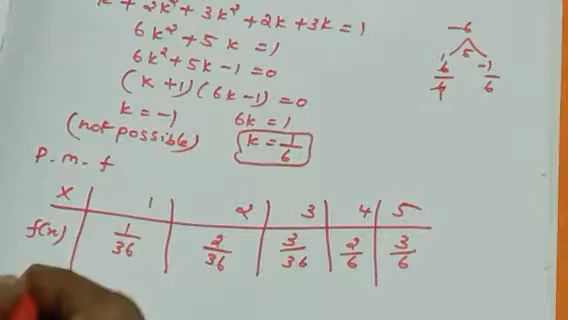 k² + 2k² + 3k² + 2k + 3k = 1
6k² + 5k = 1
6k² + 5k - 1 = 0
(k + 1) (6k - 1) = 0
k = -1 6k = 1
(not possible) k = 1/6
-6
5
6/6 -1/6
P. m. f
X 1 2 3 4 5
f(x) 1/36 2/36 3/36 2/6 3/6